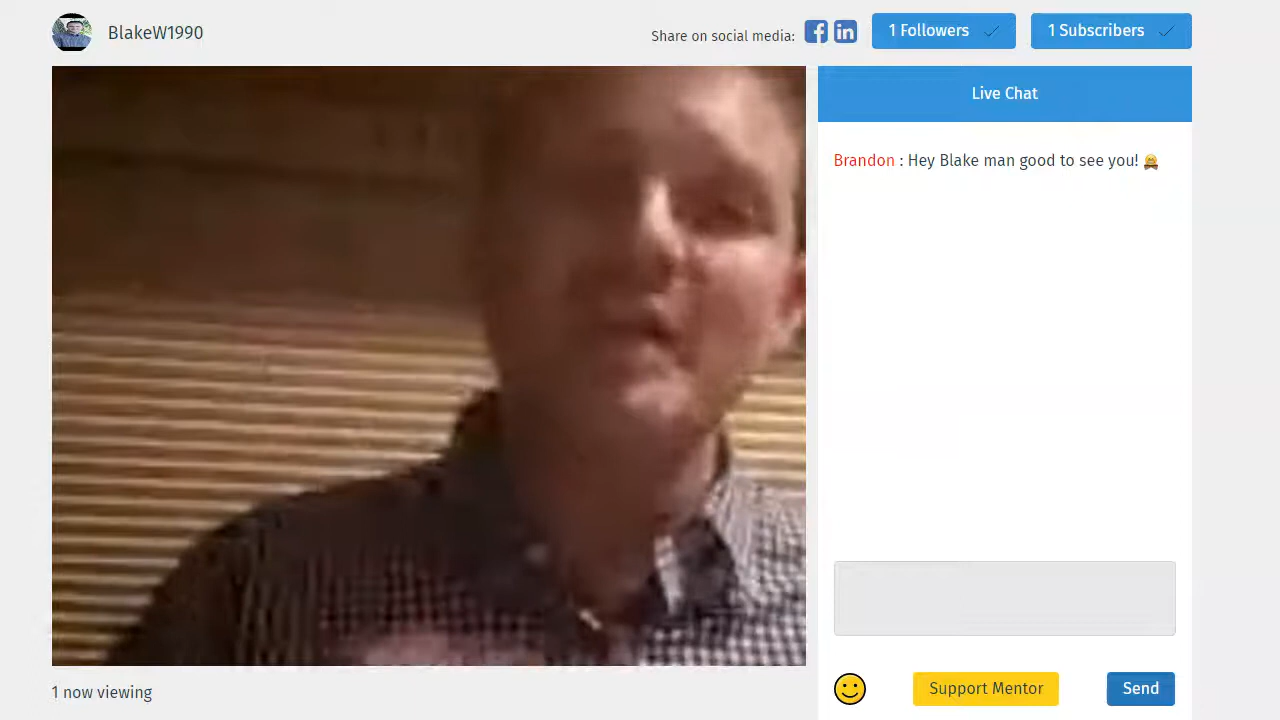 BlakeW1990
Share on social media:
1 Followers
1 Subscribers
Live Chat
Brandon : Hey Blake man good to see you!
1 now viewing
Support Mentor
Send